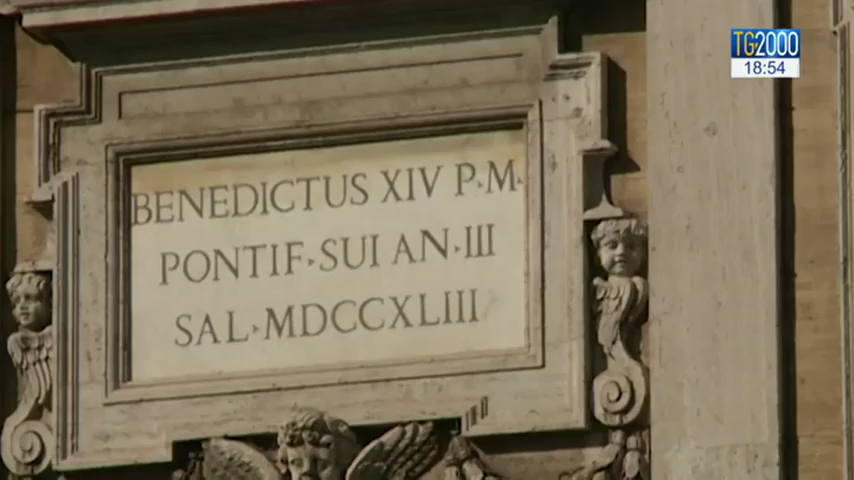 TG2000
18:54
BENEDICTUS XIV P·M·
PONTIF·SUI AN·III
SAL·MDCCXLIII